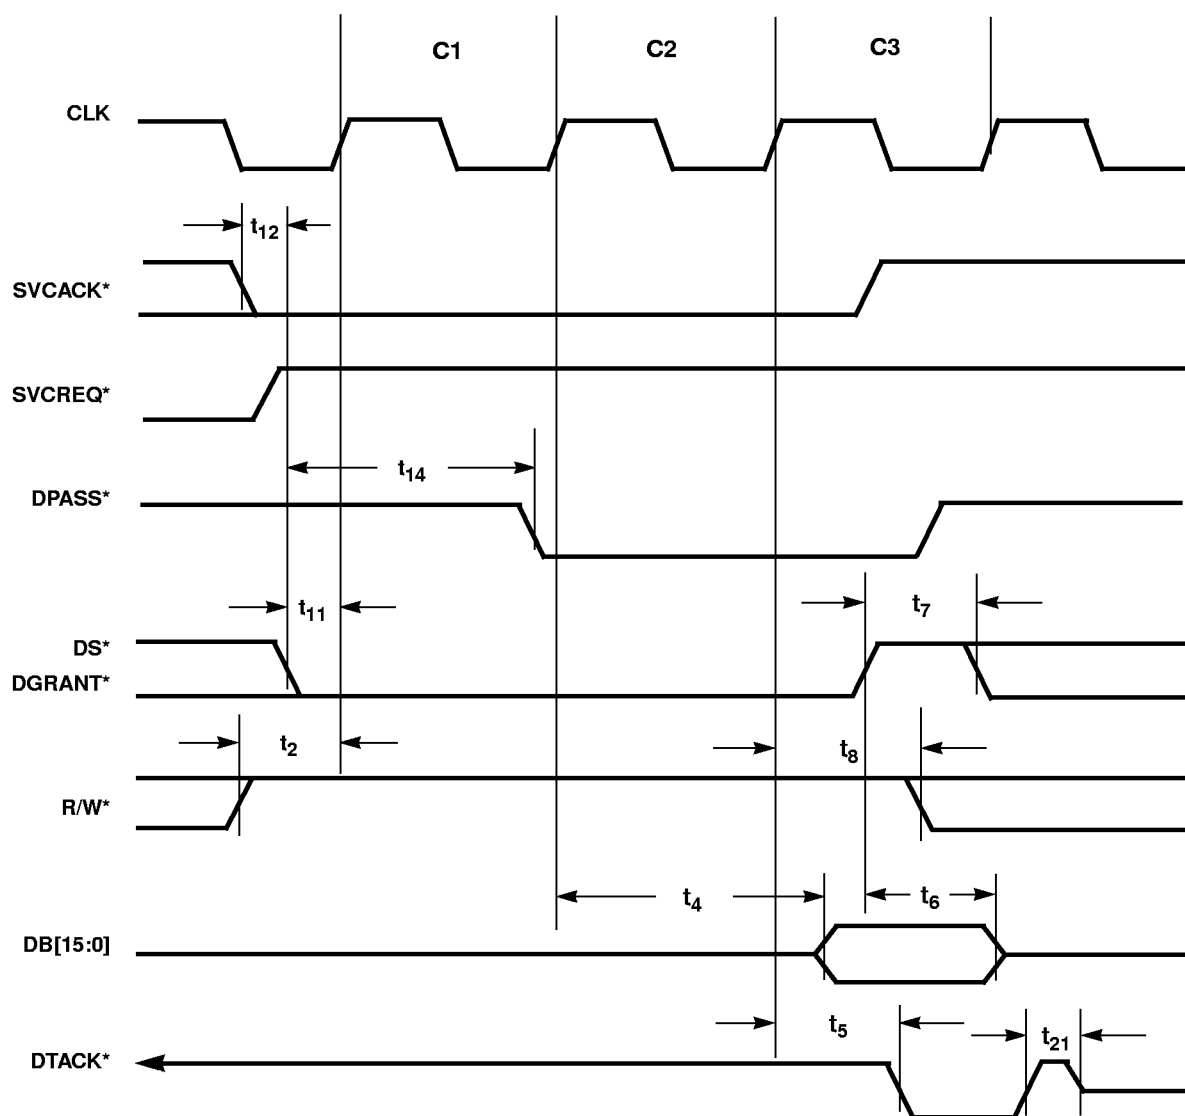 C1 C2 C3
CLK
t12
SVCACK*
SVCREQ*
t14
DPASS*
t11 t7
DS*
DGRANT*
t2 t8
R/W*
t4 t6
DB[15:0]
t5 t21
DTACK*